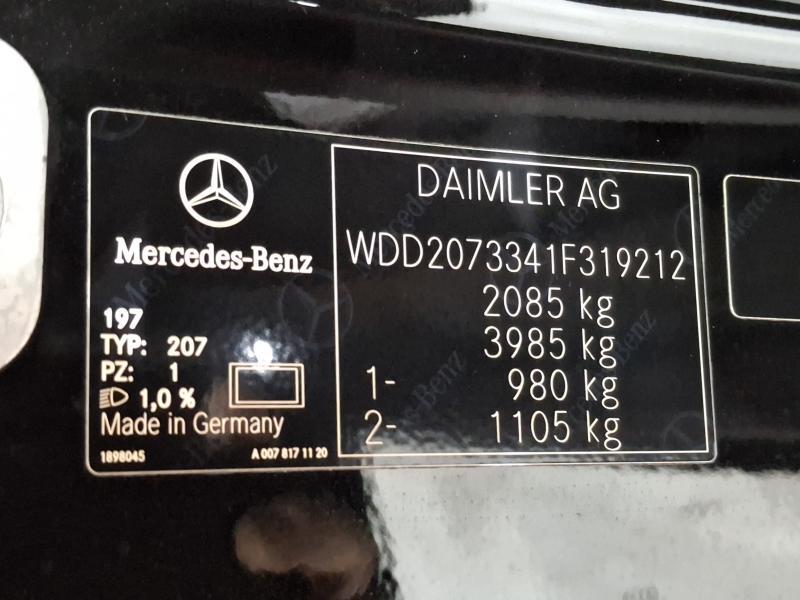 Mercedes-Benz
197
TYP: 207
PZ: 1
1,0 %
Made in Germany
1898045
A 007 817 11 20
DAIMLER AG
WDD2073341F319212
2085 kg
3985 kg
1- 980 kg
2- 1105 kg